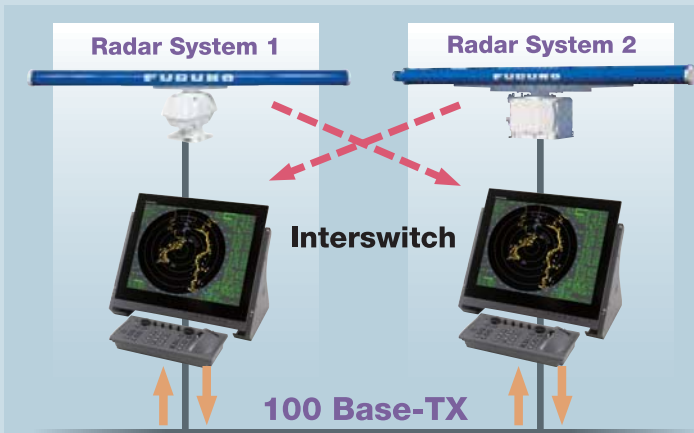 Radar System 1
Radar System 2
FURUNO
FURUNO
Interswitch
100 Base-TX